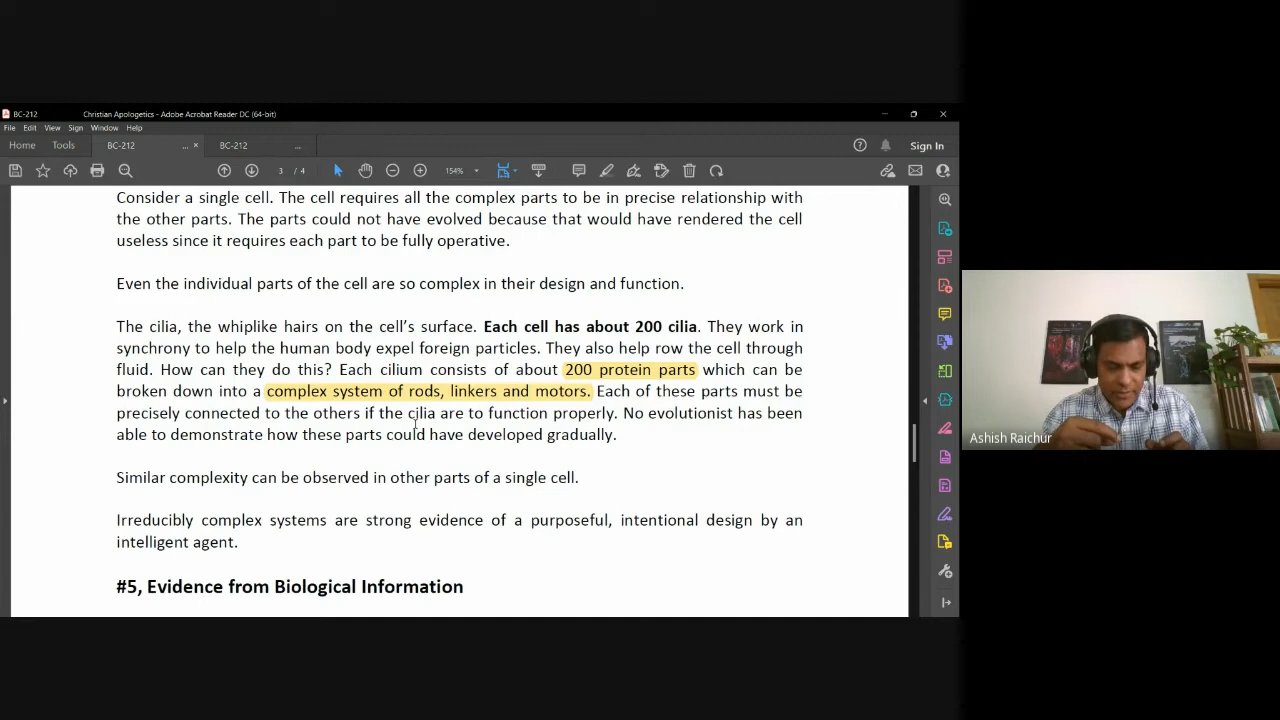 BC-212 Christian Apologetics - Adobe Acrobat Reader DC (64-bit)
File Edit View Sign Window Help
Home Tools BC-212 ... × BC-212 ... Sign In
3 / 4 154%
Consider a single cell. The cell requires all the complex parts to be in precise relationship with
the other parts. The parts could not have evolved because that would have rendered the cell
useless since it requires each part to be fully operative.
Even the individual parts of the cell are so complex in their design and function.
The cilia, the whiplike hairs on the cell's surface. Each cell has about 200 cilia. They work in
synchrony to help the human body expel foreign particles. They also help row the cell through
fluid. How can they do this? Each cilium consists of about 200 protein parts which can be
broken down into a complex system of rods, linkers and motors. Each of these parts must be
precisely connected to the others if the cilia are to function properly. No evolutionist has been
able to demonstrate how these parts could have developed gradually.
Similar complexity can be observed in other parts of a single cell.
Irreducibly complex systems are strong evidence of a purposeful, intentional design by an
intelligent agent.
#5, Evidence from Biological Information
Ashish Raichur